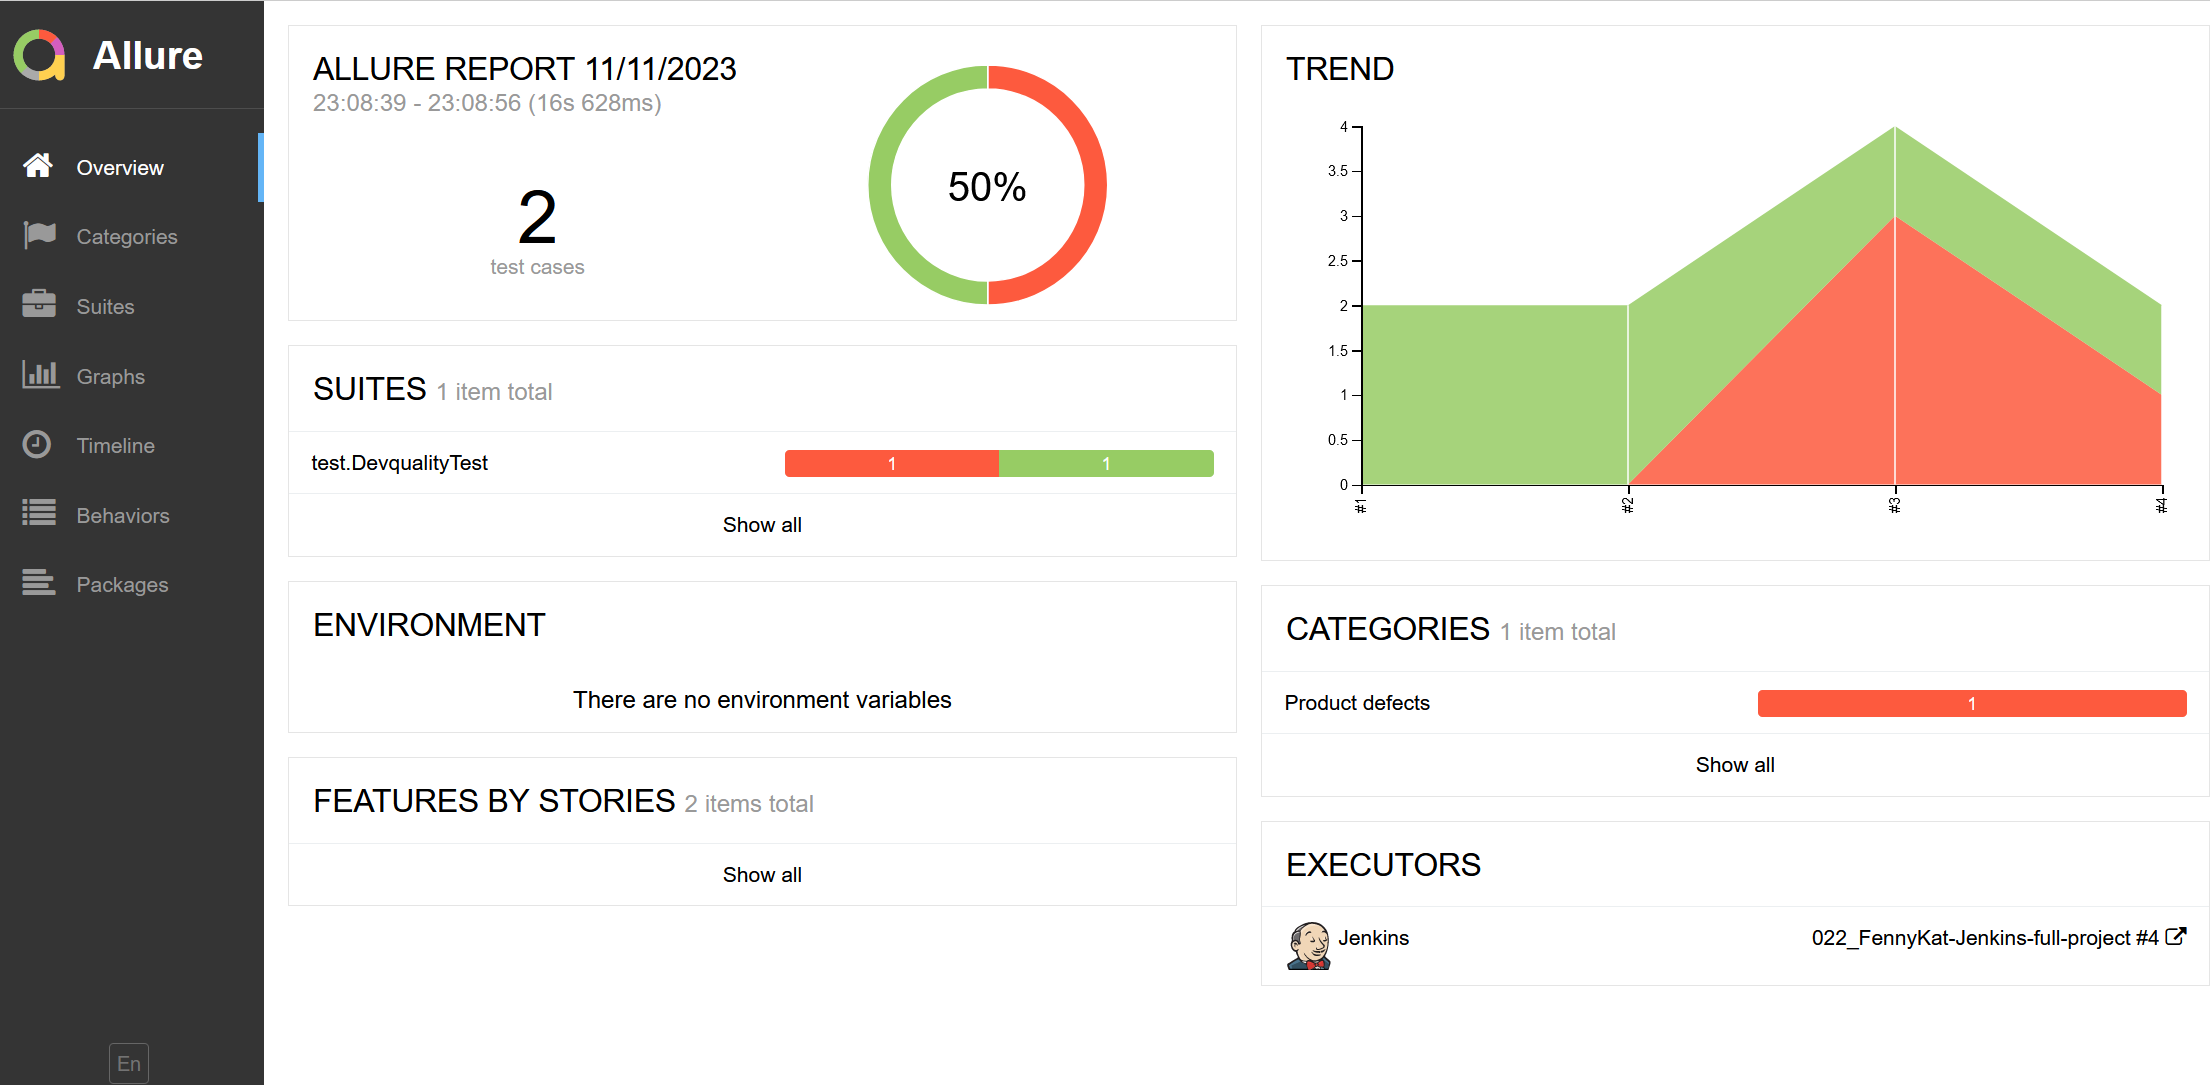 Allure
Overview
Categories
Suites
Graphs
Timeline
Behaviors
Packages
En
ALLURE REPORT 11/11/2023
23:08:39 - 23:08:56 (16s 628ms)
2
test cases
50%
SUITES 1 item total
test.DevqualityTest 1 1
Show all
ENVIRONMENT
There are no environment variables
FEATURES BY STORIES 2 items total
Show all
TREND
4
3.5
3
2.5
2
1.5
1
0.5
0
#1 #2 #3 #4
CATEGORIES 1 item total
Product defects 1
Show all
EXECUTORS
Jenkins 022_FennyKat-Jenkins-full-project #4